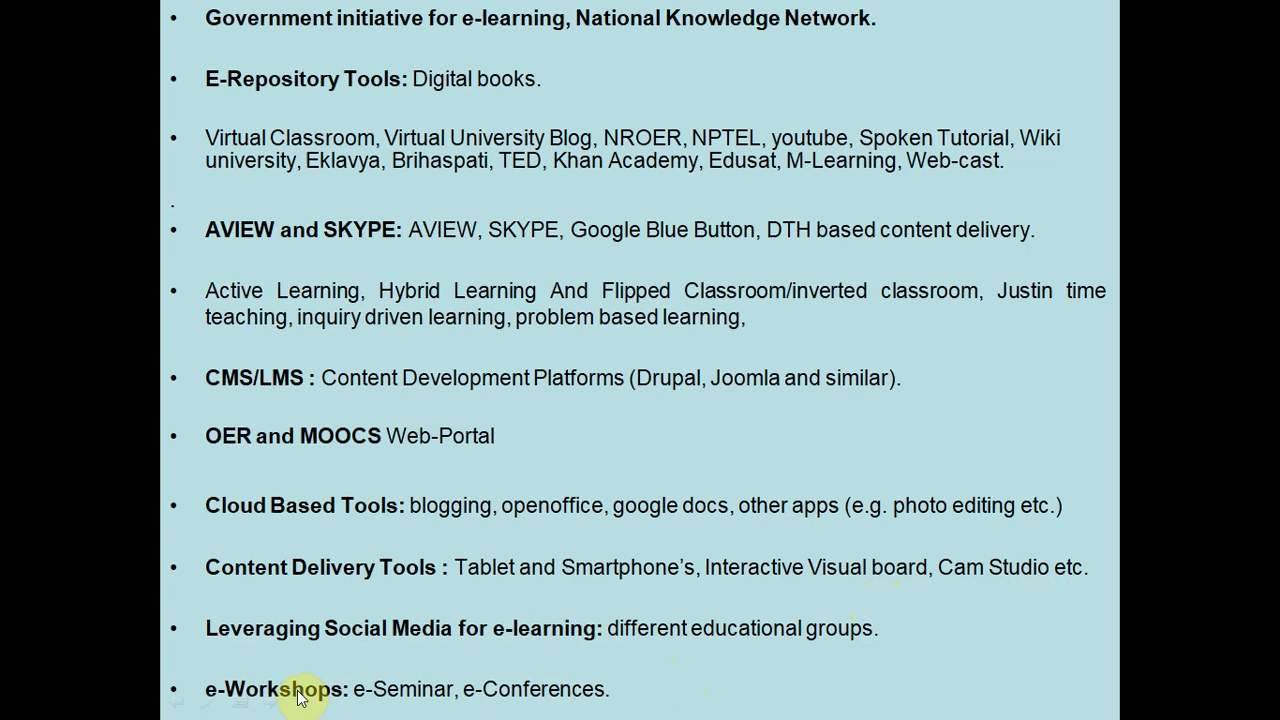 • Government initiative for e-learning, National Knowledge Network.
• E-Repository Tools: Digital books.
• Virtual Classroom, Virtual University Blog, NROER, NPTEL, youtube, Spoken Tutorial, Wiki
university, Eklavya, Brihaspati, TED, Khan Academy, Edusat, M-Learning, Web-cast.
.
• AVIEW and SKYPE: AVIEW, SKYPE, Google Blue Button, DTH based content delivery.
• Active Learning, Hybrid Learning And Flipped Classroom/inverted classroom, Justin time
teaching, inquiry driven learning, problem based learning,
• CMS/LMS : Content Development Platforms (Drupal, Joomla and similar).
• OER and MOOCS Web-Portal
• Cloud Based Tools: blogging, openoffice, google docs, other apps (e.g. photo editing etc.)
• Content Delivery Tools : Tablet and Smartphone’s, Interactive Visual board, Cam Studio etc.
• Leveraging Social Media for e-learning: different educational groups.
• e-Workshops: e-Seminar, e-Conferences.